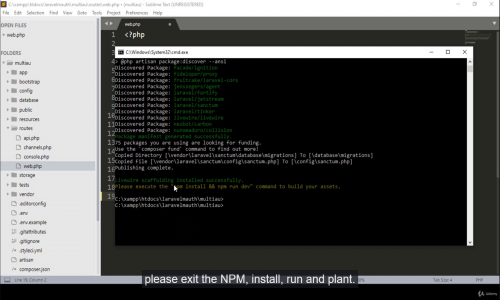 C:\xampp\htdocs\laravelmauth\multiau\routes\web.php • (multiau) - Sublime Text (UNREGISTERED)
File Edit Selection Find View Goto Tools Project Preferences Help
OPEN FILES
web.php
FOLDERS
multiau
app
bootstrap
config
database
public
resources
routes
api.php
channels.php
console.php
web.php
storage
tests
vendor
.editorconfig
.env
.env.example
.gitattributes
.gitignore
.styleci.yml
artisan
composer.json
web.php
1 <?php
C:\Windows\System32\cmd.exe
> @php artisan package:discover --ansi
Discovered Package: facade/ignition
Discovered Package: fideloper/proxy
Discovered Package: fruitcake/laravel-cors
Discovered Package: jenssegers/agent
Discovered Package: laravel/fortify
Discovered Package: laravel/jetstream
Discovered Package: laravel/sanctum
Discovered Package: laravel/tinker
Discovered Package: livewire/livewire
Discovered Package: nesbot/carbon
Discovered Package: nunomaduro/collision
Package manifest generated successfully.
75 packages you are using are looking for funding.
Use the `composer fund` command to find out more!
Copied Directory [\vendor\laravel\sanctum\database\migrations] To [\database\migrations]
Copied File [\vendor\laravel\sanctum\config\sanctum.php] To [\config\sanctum.php]
Publishing complete.
Livewire scaffolding installed successfully.
Please execute the "npm install && npm run dev" command to build your assets.
C:\xampp\htdocs\laravelmauth\multiau>
C:\xampp\htdocs\laravelmauth\multiau>
please exit the NPM, install, run and plant.
Tab Size: 4
PHP